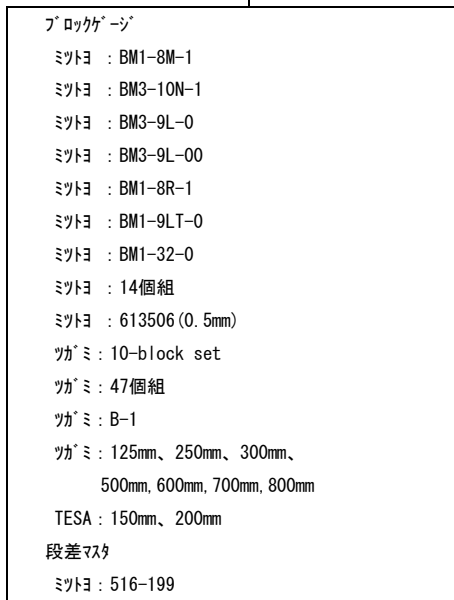 ﾌﾞﾛｯｸｹﾞｰｼﾞ
ﾐﾂﾄﾖ ：BM1-8M-1
ﾐﾂﾄﾖ ：BM3-10N-1
ﾐﾂﾄﾖ ：BM3-9L-0
ﾐﾂﾄﾖ ：BM3-9L-00
ﾐﾂﾄﾖ ：BM1-8R-1
ﾐﾂﾄﾖ ：BM1-9LT-0
ﾐﾂﾄﾖ ：BM1-32-0
ﾐﾂﾄﾖ ：14個組
ﾐﾂﾄﾖ ：613506(0.5mm)
ﾂｶﾞﾐ：10-block set
ﾂｶﾞﾐ：47個組
ﾂｶﾞﾐ：B-1
ﾂｶﾞﾐ：125mm、250mm、300mm、
500mm,600mm,700mm,800mm
TESA：150mm、200mm
段差ﾏｽﾀ
ﾐﾂﾄﾖ：516-199